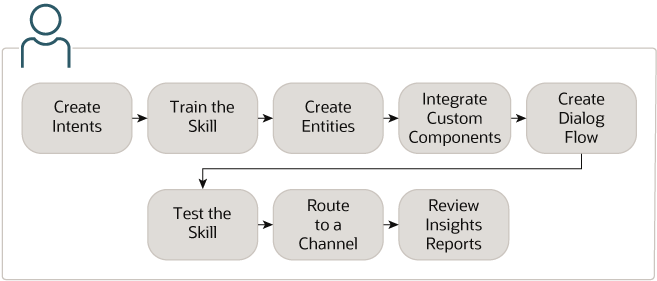 Create
Intents
Train the
Skill
Create
Entities
Integrate
Custom
Components
Create
Dialog
Flow
Test the
Skill
Route
to a
Channel
Review
Insights
Reports